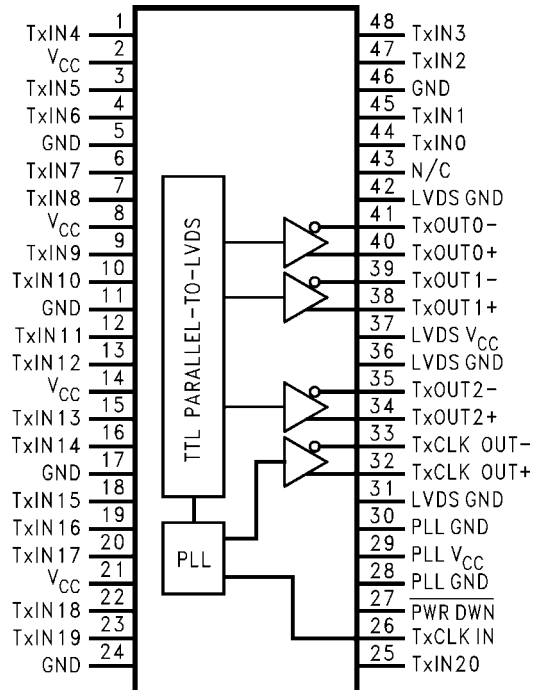 1 48
TxIN4 TxIN3
2 47
VCC TxIN2
3 46
TxIN5 GND
4 45
TxIN6 TxIN1
5 44
GND TxIN0
6 43
TxIN7 N/C
7 42
TxIN8 LVDS GND
8 41
VCC TxOUT0−
9 40
TxIN9 TxOUT0+
10 39
TxIN10 TxOUT1−
11 38
GND TxOUT1+
12 37
TxIN11 LVDS VCC
13 36
TxIN12 LVDS GND
14 35
VCC TxOUT2−
15 34
TxIN13 TxOUT2+
16 33
TxIN14 TxCLK OUT−
17 32
GND TxCLK OUT+
18 31
TxIN15 LVDS GND
19 30
TxIN16 PLL GND
20 29
TxIN17 PLL VCC
21 28
VCC PLL GND
22 27
TxIN18 PWR DWN
23 26
TxIN19 TxCLK IN
24 25
GND TxIN20
TTL PARALLEL-TO-LVDS
PLL